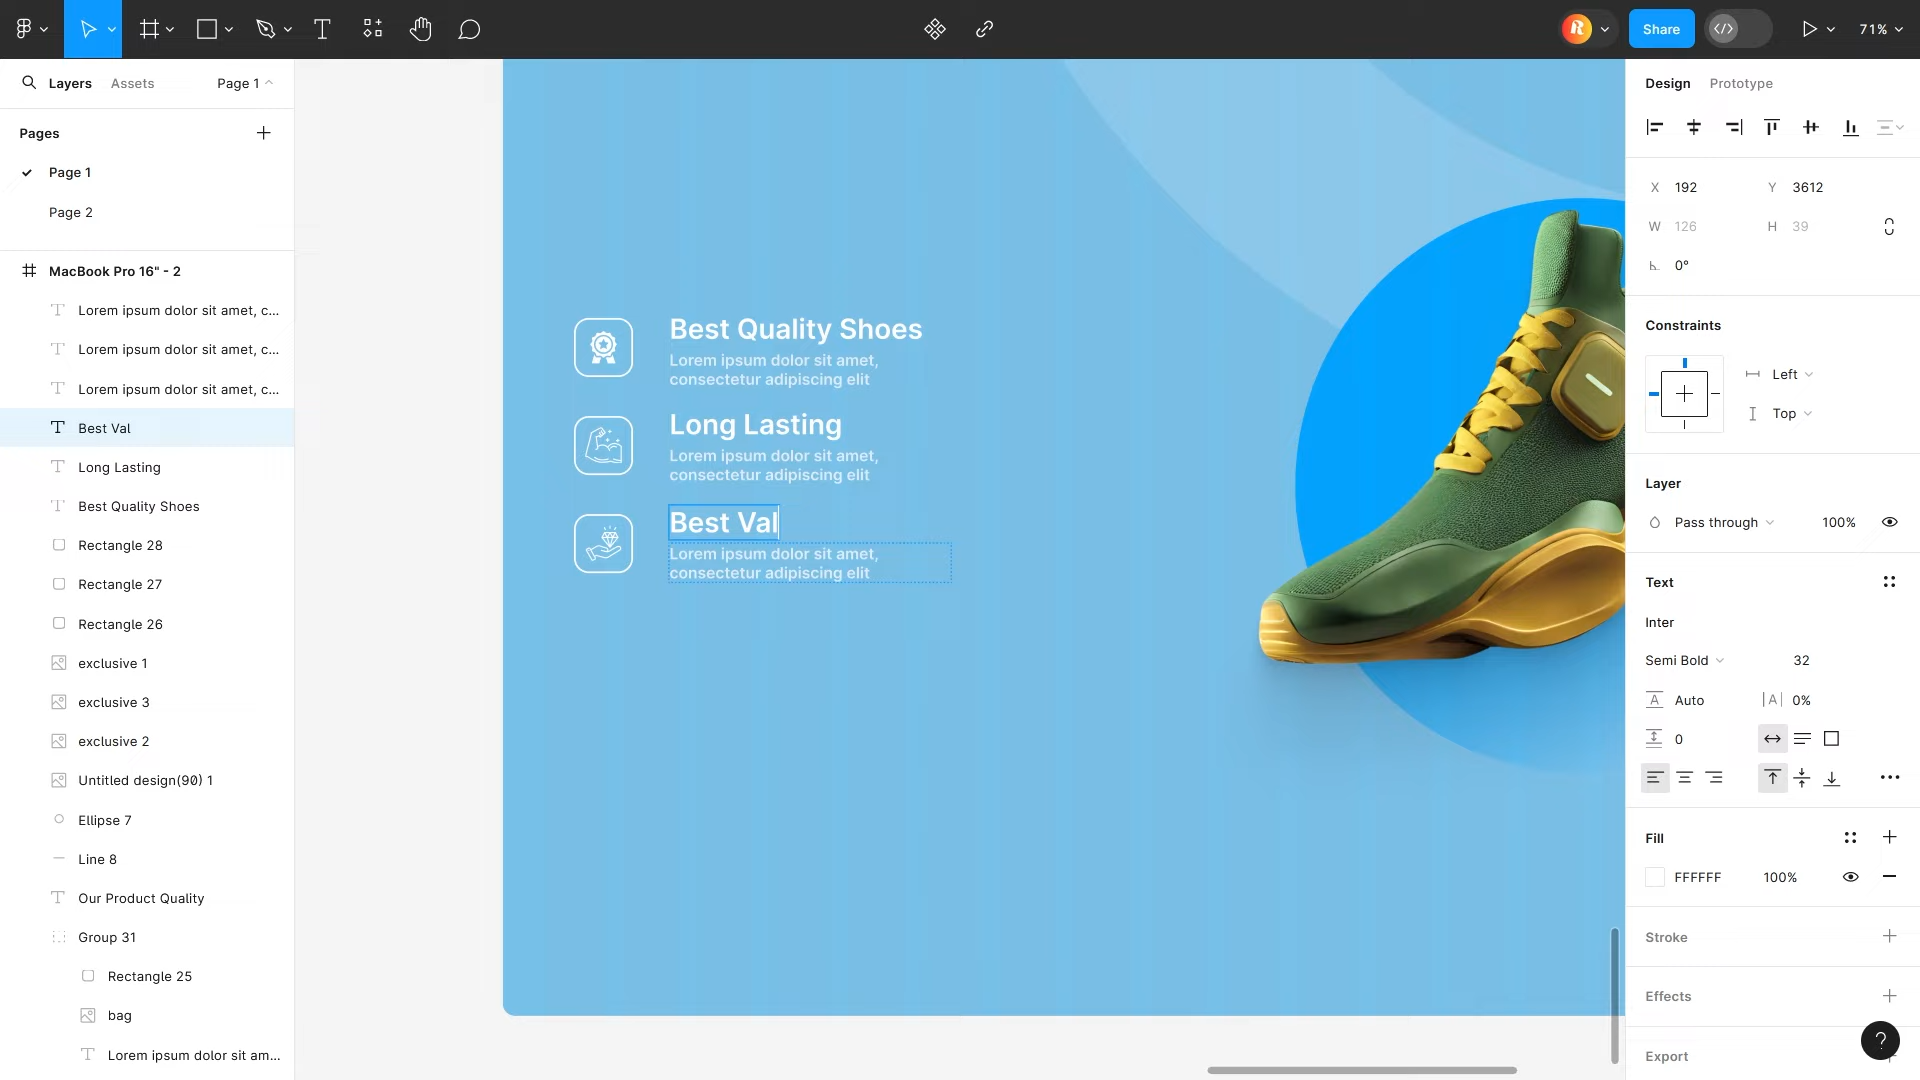 Share
71%
Layers
Assets
Page 1
Pages
Page 1
Page 2
MacBook Pro 16" - 2
Lorem ipsum dolor sit amet, c...
Lorem ipsum dolor sit amet, c...
Lorem ipsum dolor sit amet, c...
Best Val
Long Lasting
Best Quality Shoes
Rectangle 28
Rectangle 27
Rectangle 26
exclusive 1
exclusive 3
exclusive 2
Untitled design(90) 1
Ellipse 7
Line 8
Our Product Quality
Group 31
Rectangle 25
bag
Lorem ipsum dolor sit am...
Best Quality Shoes
Lorem ipsum dolor sit amet,
consectetur adipiscing elit
Long Lasting
Lorem ipsum dolor sit amet,
consectetur adipiscing elit
Best Val
Lorem ipsum dolor sit amet,
consectetur adipiscing elit
Design
Prototype
X 192 Y 3612
W 126 H 39
0°
Constraints
Left
Top
Layer
Pass through 100%
Text
Inter
Semi Bold 32
Auto 0%
0
Fill
FFFFFF 100%
Stroke
Effects
Export
?